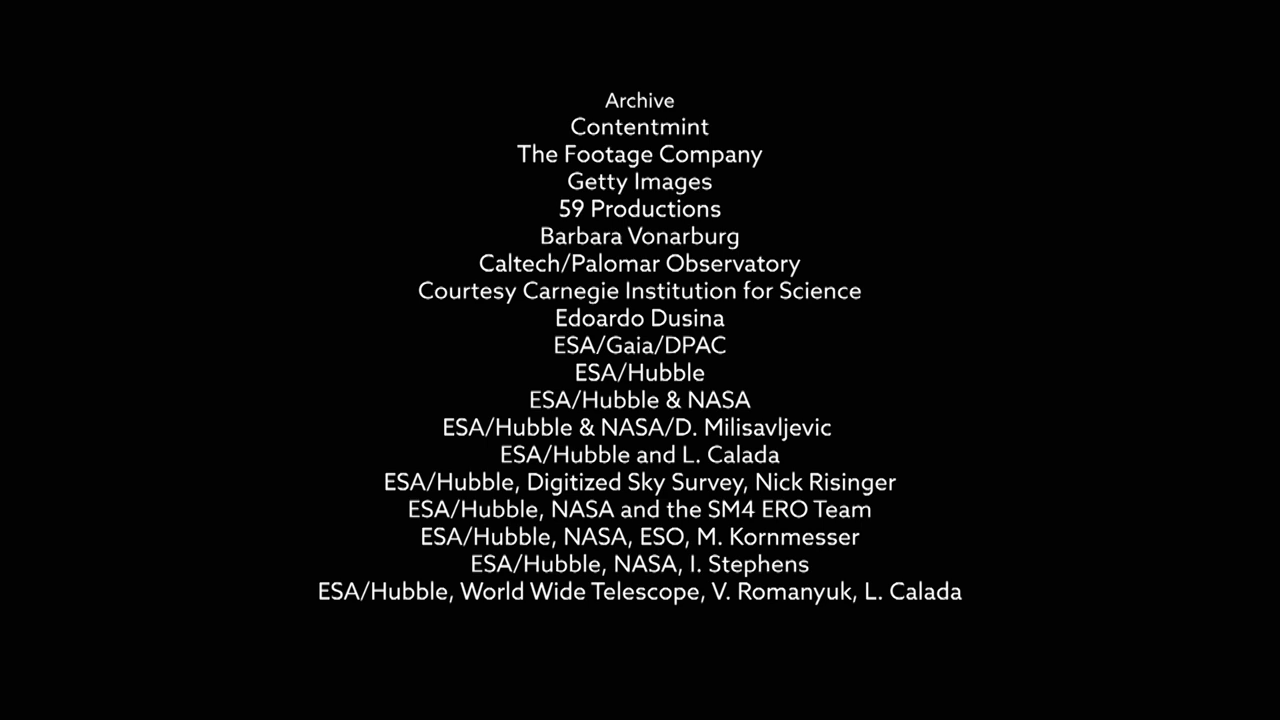 Archive
Contentmint
The Footage Company
Getty Images
59 Productions
Barbara Vonarburg
Caltech/Palomar Observatory
Courtesy Carnegie Institution for Science
Edoardo Dusina
ESA/Gaia/DPAC
ESA/Hubble
ESA/Hubble & NASA
ESA/Hubble & NASA/D. Milisavljevic
ESA/Hubble and L. Calada
ESA/Hubble, Digitized Sky Survey, Nick Risinger
ESA/Hubble, NASA and the SM4 ERO Team
ESA/Hubble, NASA, ESO, M. Kornmesser
ESA/Hubble, NASA, I. Stephens
ESA/Hubble, World Wide Telescope, V. Romanyuk, L. Calada